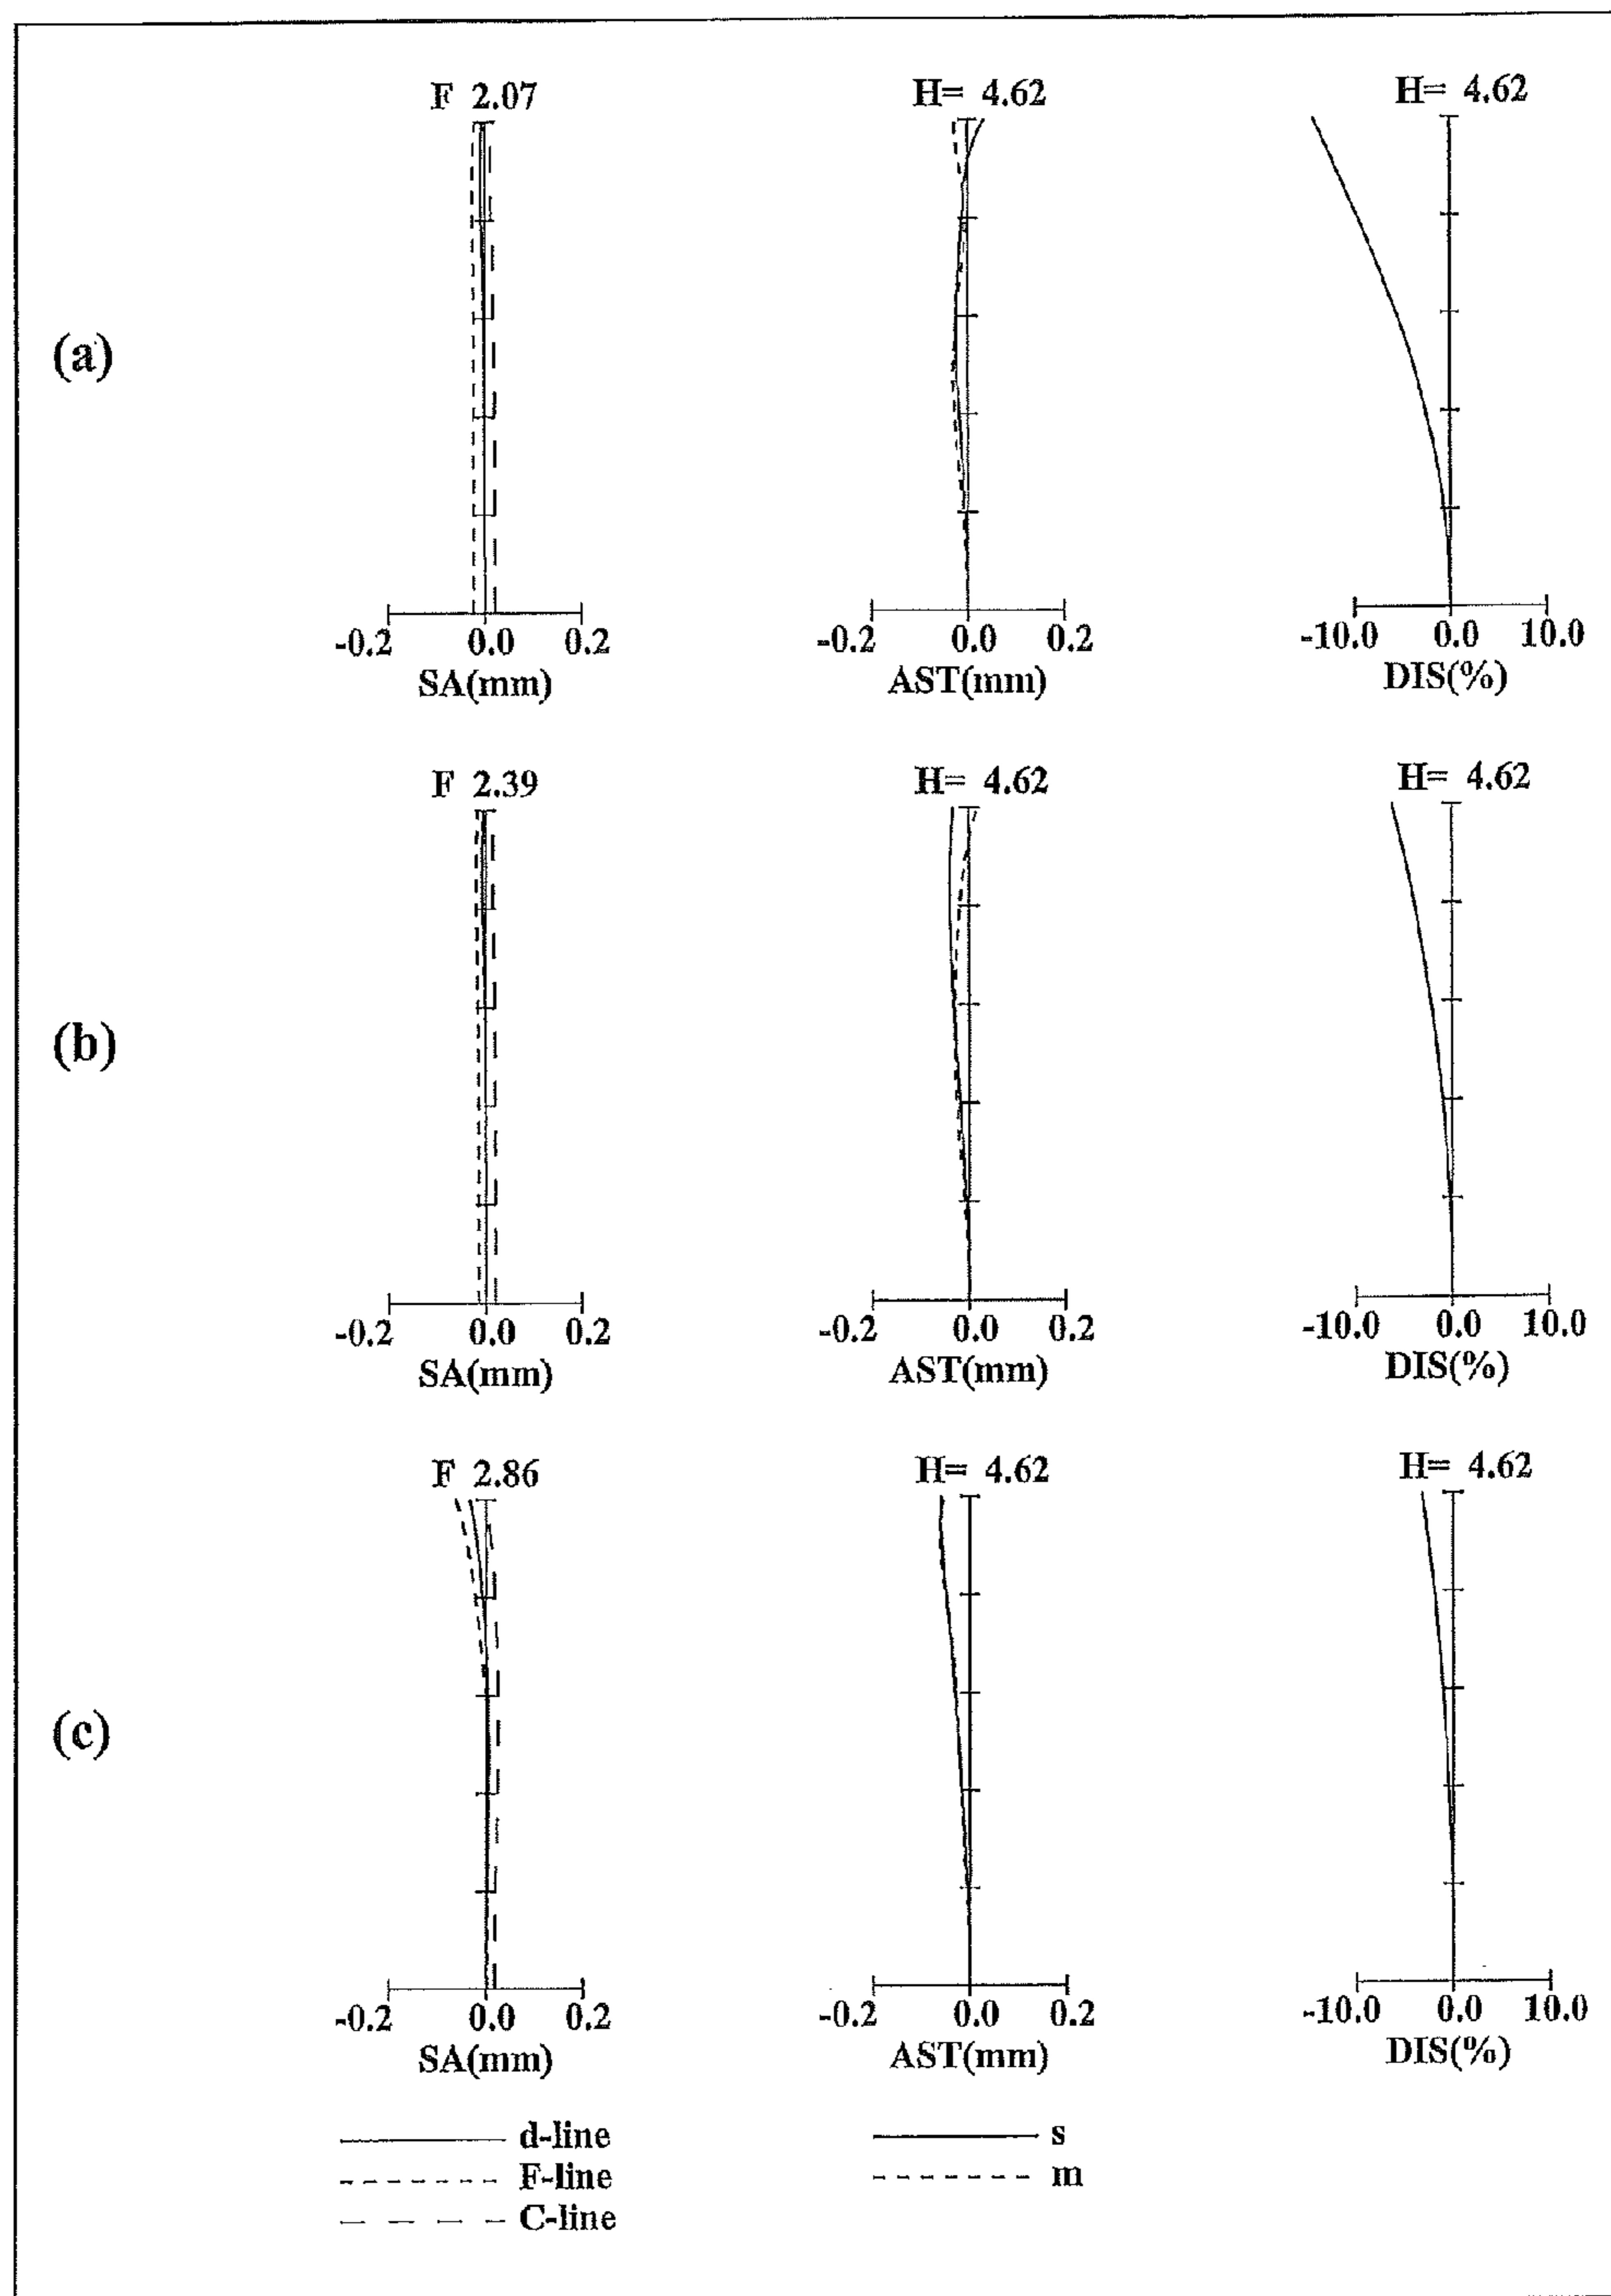 F 2.07 H= 4.62 H= 4.62
(a)
-0.2 0.0 0.2 -0.2 0.0 0.2 -10.0 0.0 10.0
SA(mm) AST(mm) DIS(%)
F 2.39 H= 4.62 H= 4.62
(b)
-0.2 0.0 0.2 -0.2 0.0 0.2 -10.0 0.0 10.0
SA(mm) AST(mm) DIS(%)
F 2.86 H= 4.62 H= 4.62
(c)
-0.2 0.0 0.2 -0.2 0.0 0.2 -10.0 0.0 10.0
SA(mm) AST(mm) DIS(%)
d-line s
F-line m
C-line